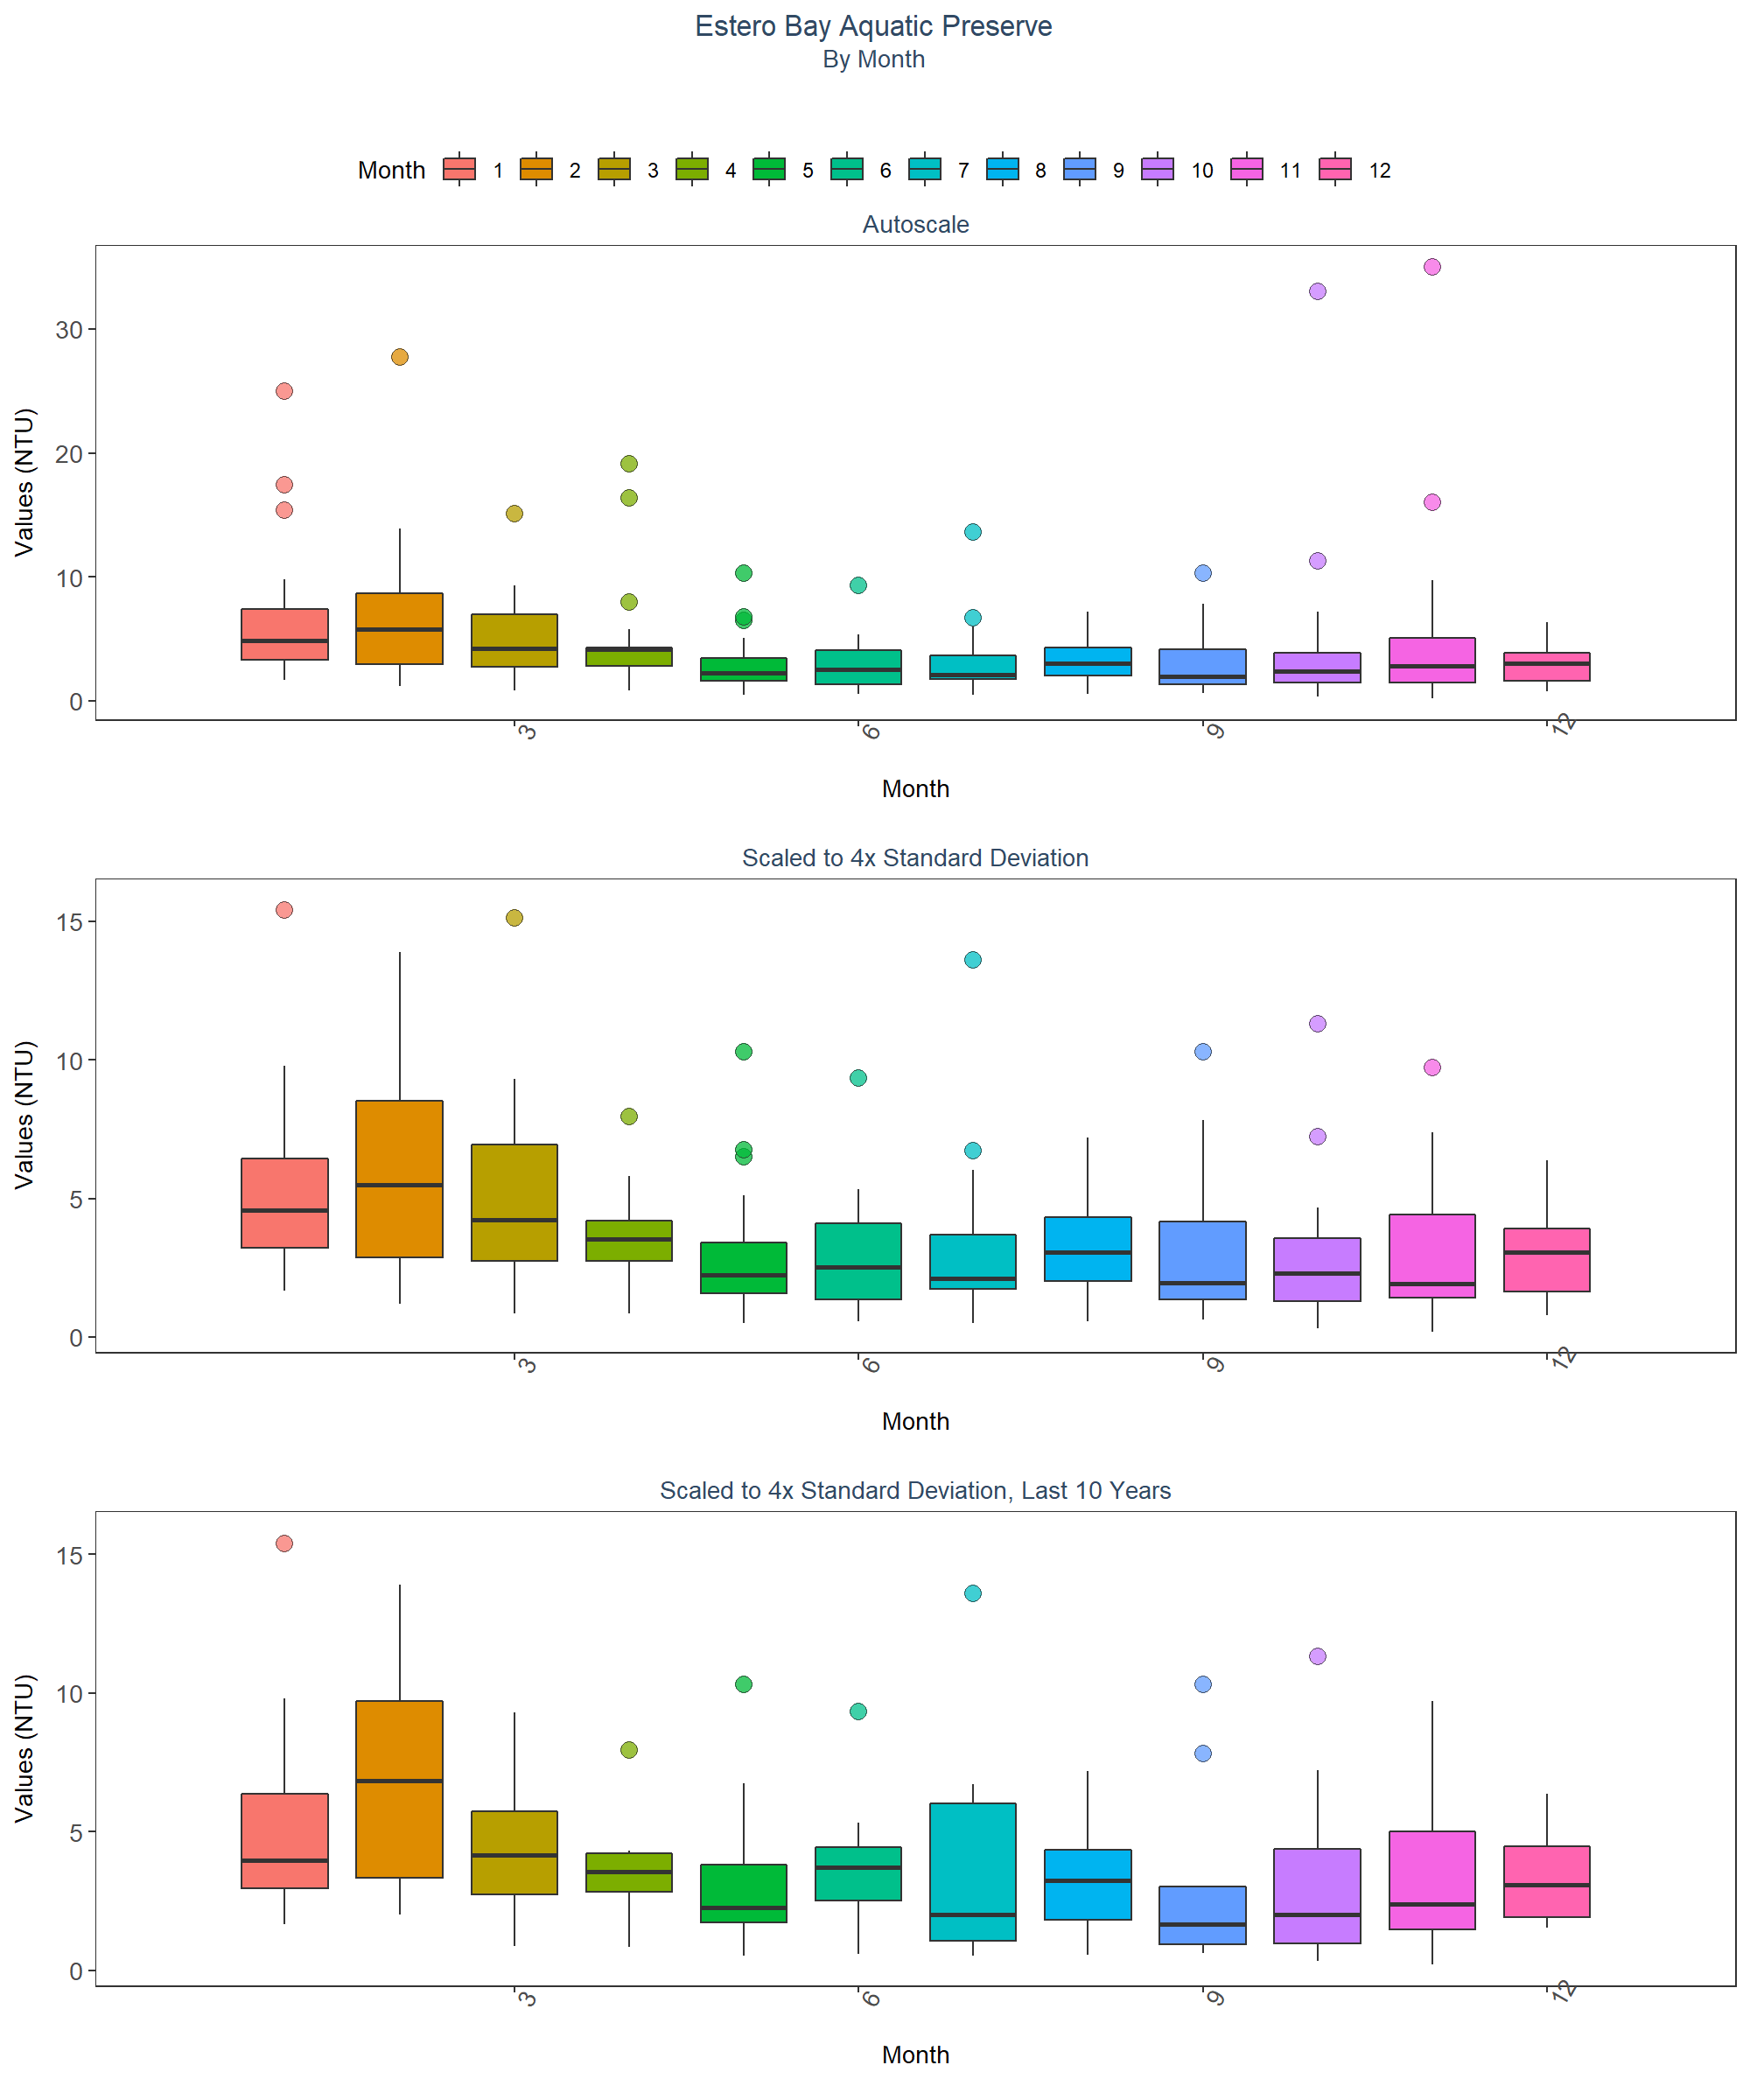 Estero Bay Aquatic Preserve
By Month
Month 1 2 3 4 5 6 7 8 9 10 11 12
Autoscale
Values (NTU)
30
20
10
0
3 6 9 12
Month
Scaled to 4x Standard Deviation
Values (NTU)
15
10
5
0
3 6 9 12
Month
Scaled to 4x Standard Deviation, Last 10 Years
Values (NTU)
15
10
5
0
3 6 9 12
Month